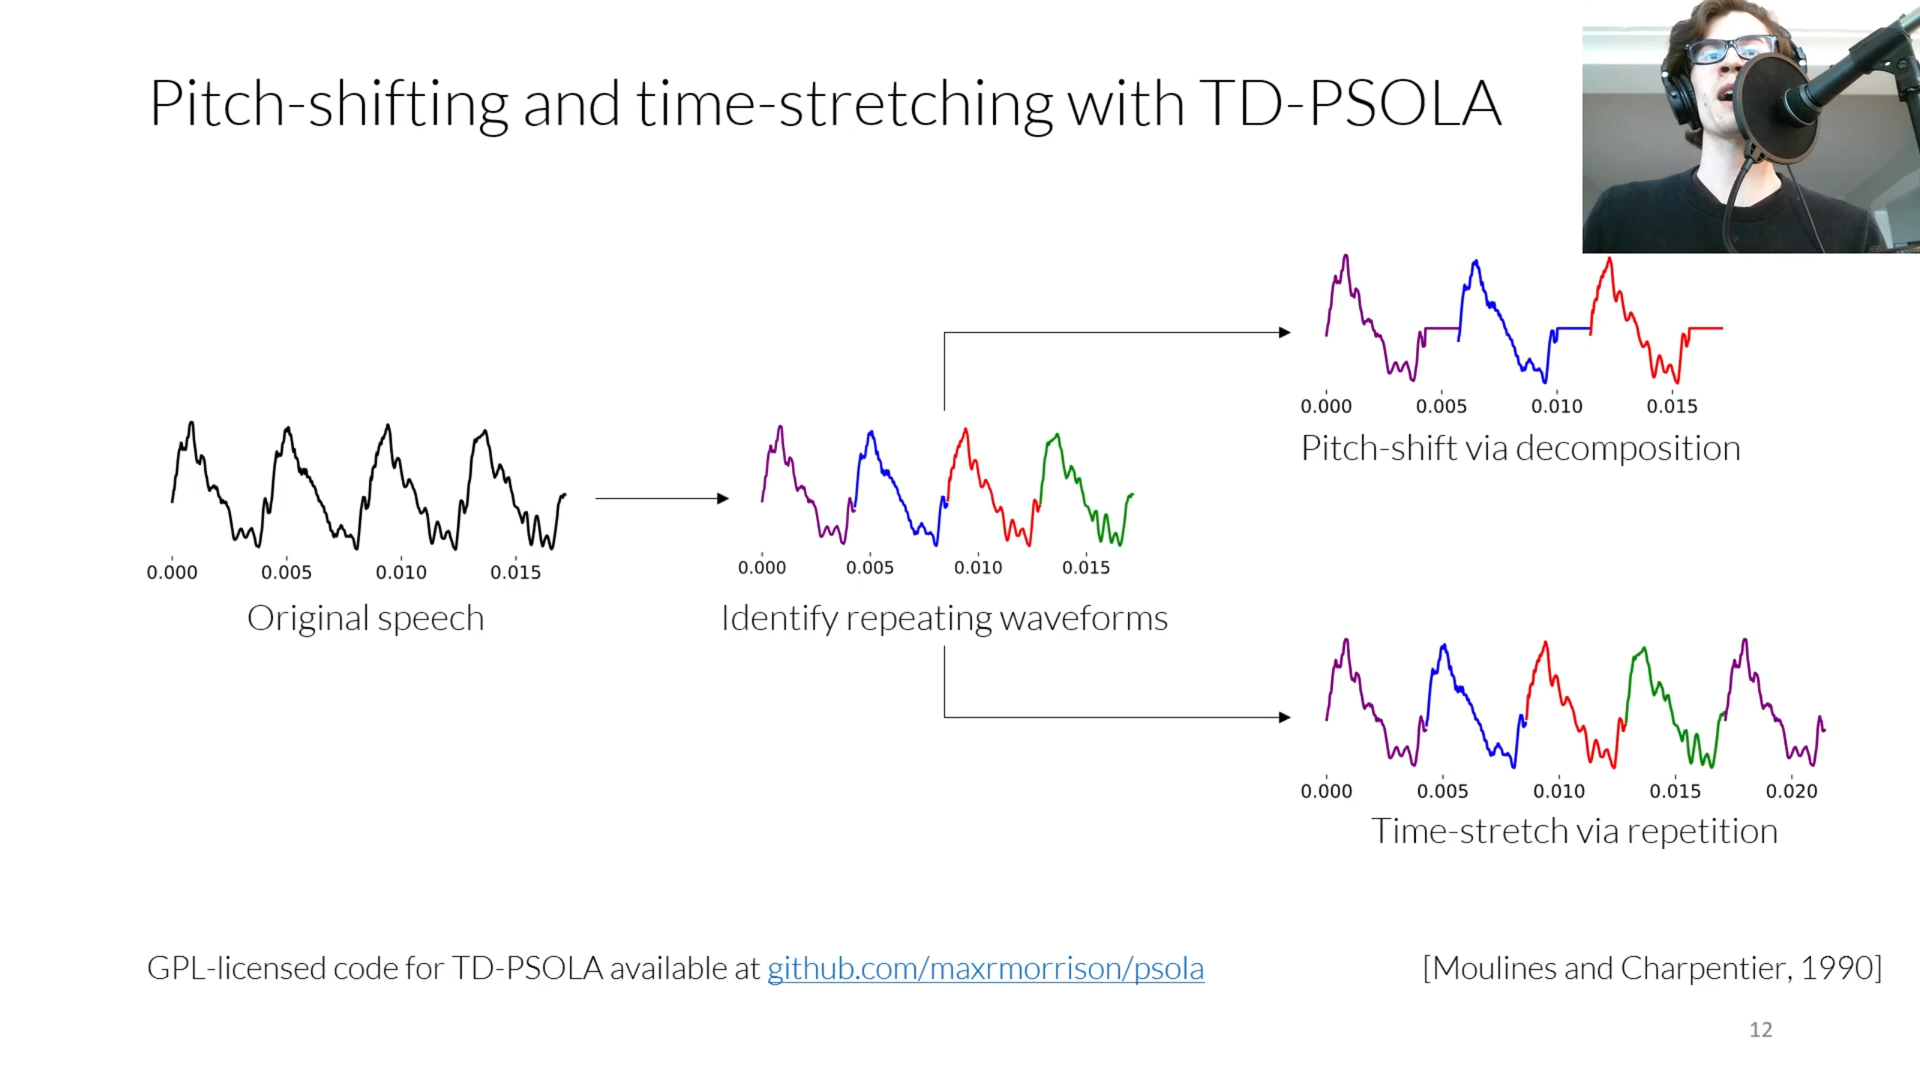 Pitch-shifting and time-stretching with TD-PSOLA
0.000 0.005 0.010 0.015
Pitch-shift via decomposition
0.000 0.005 0.010 0.015
Original speech
0.000 0.005 0.010 0.015
Identify repeating waveforms
0.000 0.005 0.010 0.015 0.020
Time-stretch via repetition
GPL-licensed code for TD-PSOLA available at github.com/maxrmorrison/psola
[Moulines and Charpentier, 1990]
12